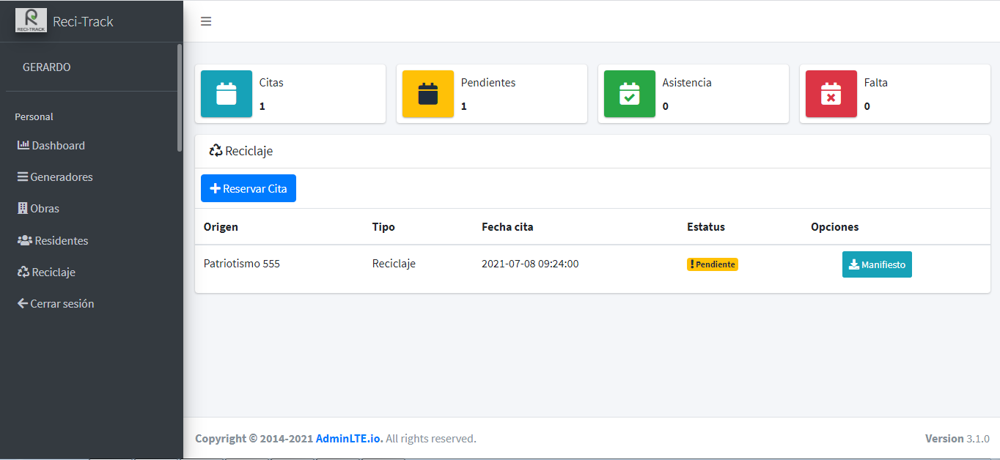 RECI-TRACK
Reci-Track
GERARDO
Personal
Dashboard
Generadores
Obras
Residentes
Reciclaje
Cerrar sesión
Citas
1
Pendientes
1
Asistencia
0
Falta
0
Reciclaje
Reservar Cita
Origen Tipo Fecha cita Estatus Opciones
Patriotismo 555 Reciclaje 2021-07-08 09:24:00 Pendiente Manifiesto
Copyright © 2014-2021 AdminLTE.io. All rights reserved. Version 3.1.0